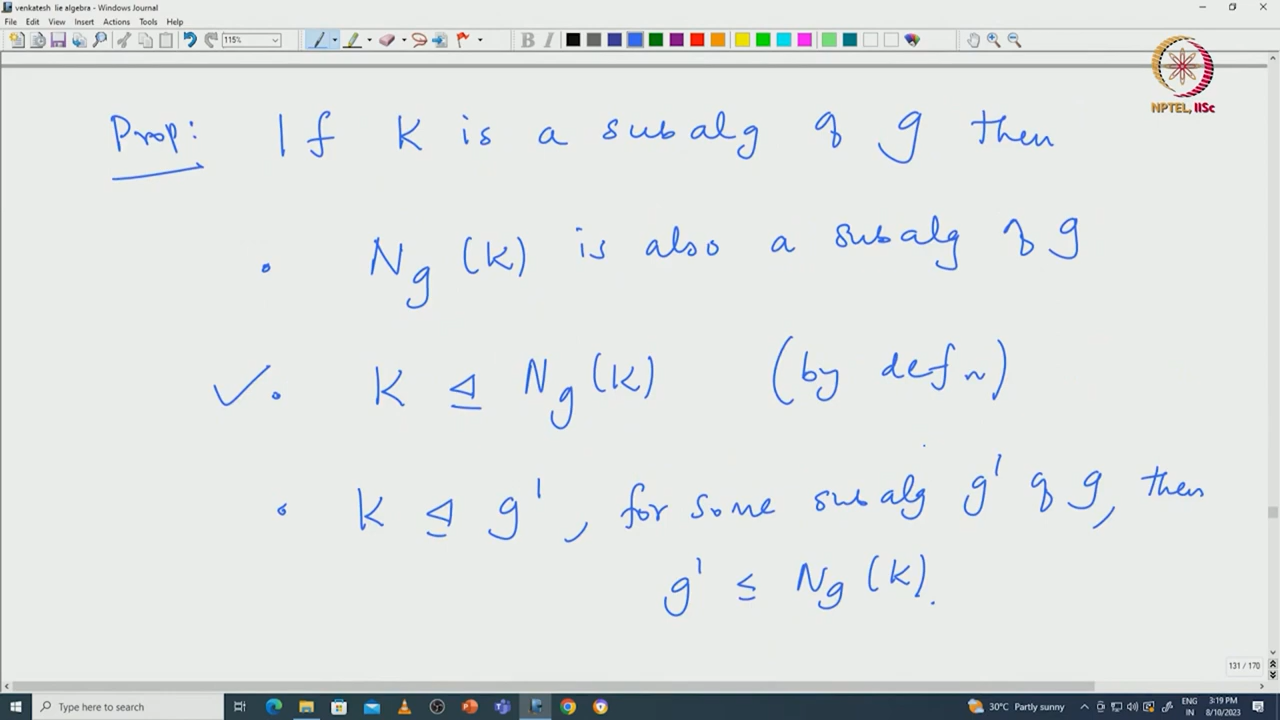 venkatesh lie algebra - Windows Journal
File Edit View Insert Actions Tools Help
115%
B I
NPTEL, IISc
Prop: If K is a subalg of g then
• N_g (K) is also a subalg of g
✓• K ⊴ N_g (K) (by defn)
• K ⊴ g', for some subalg g' of g, then
g' ≤ N_g (K).
131 / 170
Type here to search
30°C Partly sunny
ENG
IN
3:19 PM
8/10/2023